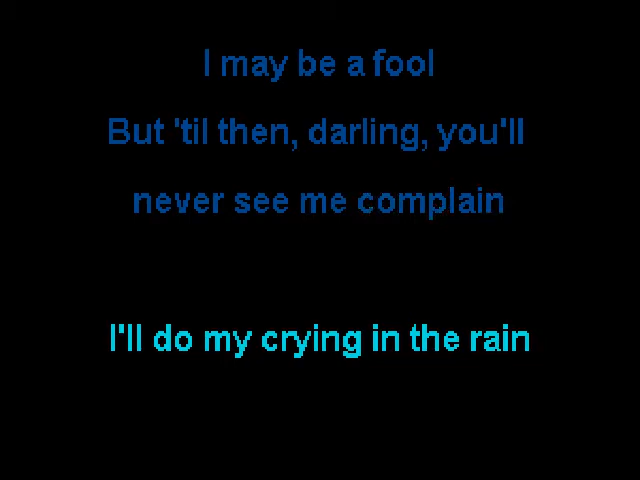 I may be a fool
But 'til then, darling, you'll
never see me complain
I'll do my crying in the rain